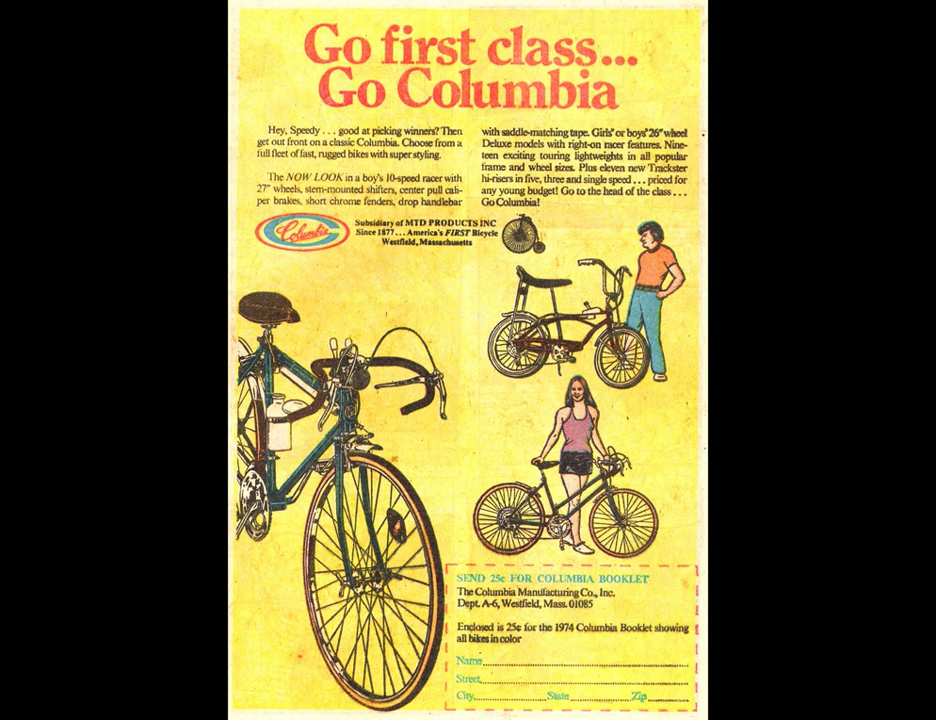 Go first class...
Go Columbia
Hey, Speedy . . . good at picking winners? Then
get out front on a classic Columbia. Choose from a
full fleet of fast, rugged bikes with super styling.
The NOW LOOK in a boy's 10-speed racer with
27" wheels, stem-mounted shifters, center pull cali-
per brakes, short chrome fenders, drop handlebar
with saddle-matching tape. Girls' or boys' 26" wheel
Deluxe models with right-on racer features. Nine-
teen exciting touring lightweights in all popular
frame and wheel sizes. Plus eleven new Trackster
hi-risers in five, three and single speed . . . priced for
any young budget! Go to the head of the class . . .
Go Columbia!
Columbia
Subsidiary of MTD PRODUCTS INC
Since 1877 . . . America's FIRST Bicycle
Westfield, Massachusetts
SEND 25¢ FOR COLUMBIA BOOKLET
The Columbia Manufacturing Co., Inc.
Dept. A-6, Westfield, Mass. 01085
Enclosed is 25¢ for the 1974 Columbia Booklet showing
all bikes in color
Name
Street
City State Zip